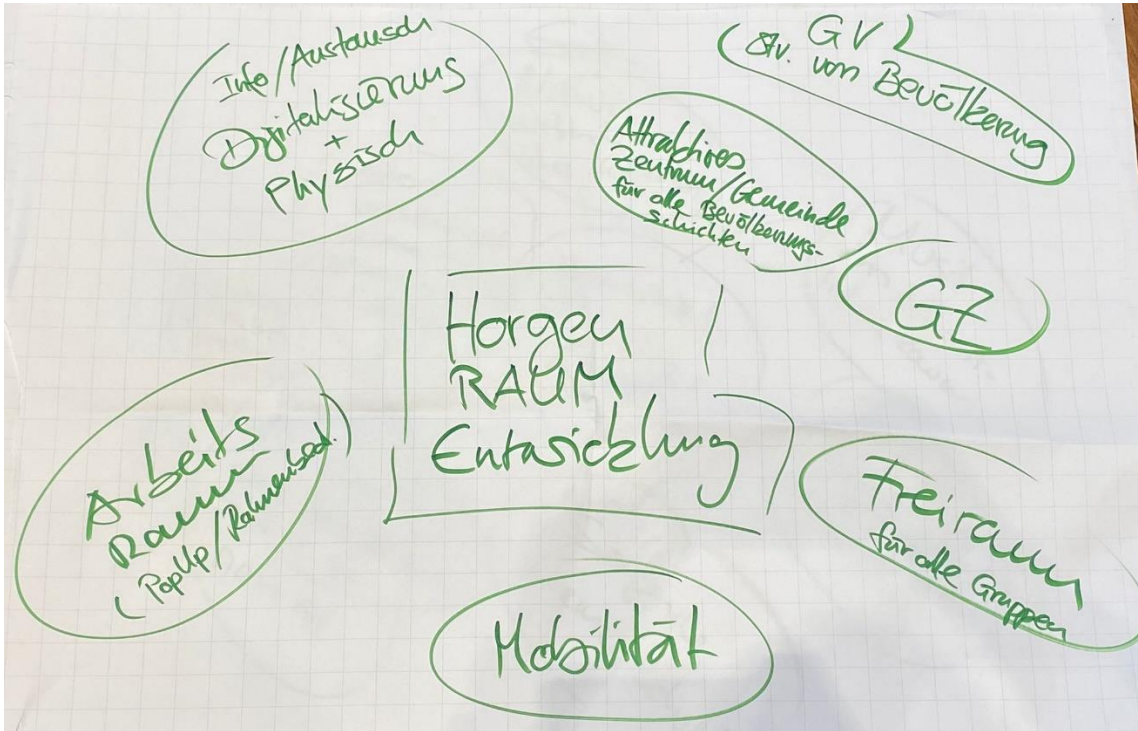 Info/Austausch
Digitalisierung
+
Physisch
GVL
Stv. von Bevölkerung
Attraktives
Zentrum/Gemeinde
für alle Bevölkerungs-
schichten
GZ
Horgen
RAUM
Entwicklung
Arbeits
Raum
(PopUp/Rahmenbed.)
Freiraum
für alle Gruppen
Mobilität